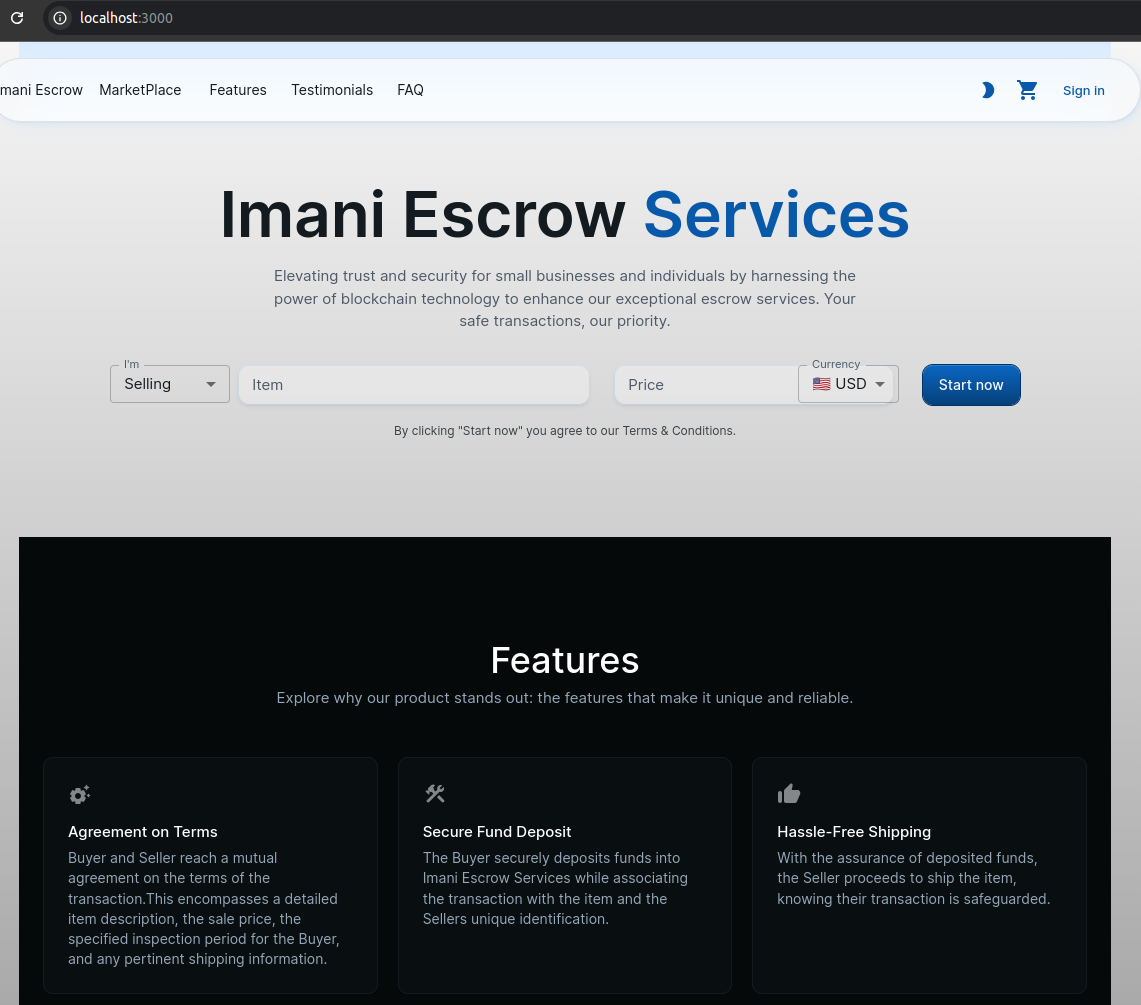 localhost:3000
mani Escrow MarketPlace Features Testimonials FAQ Sign in
Imani Escrow Services
Elevating trust and security for small businesses and individuals by harnessing the
power of blockchain technology to enhance our exceptional escrow services. Your
safe transactions, our priority.
I'm
Selling
Item
Price
Currency
🇺🇸 USD
Start now
By clicking "Start now" you agree to our Terms & Conditions.
Features
Explore why our product stands out: the features that make it unique and reliable.
Agreement on Terms
Buyer and Seller reach a mutual
agreement on the terms of the
transaction.This encompasses a detailed
item description, the sale price, the
specified inspection period for the Buyer,
and any pertinent shipping information.
Secure Fund Deposit
The Buyer securely deposits funds into
Imani Escrow Services while associating
the transaction with the item and the
Sellers unique identification.
Hassle-Free Shipping
With the assurance of deposited funds,
the Seller proceeds to ship the item,
knowing their transaction is safeguarded.